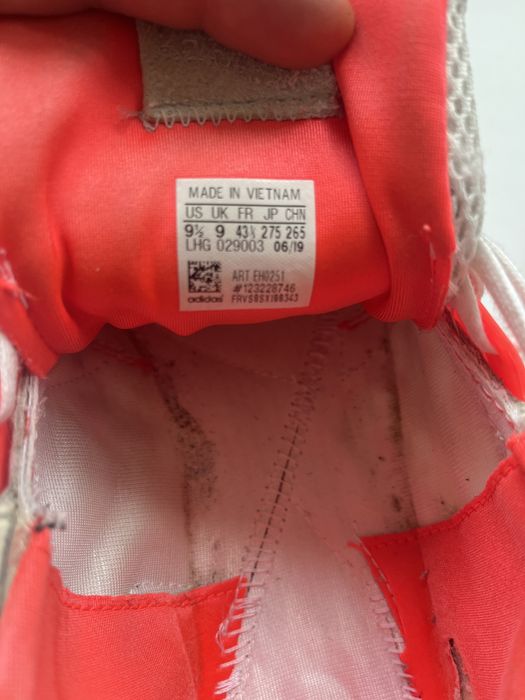 MADE IN VIETNAM
US UK FR JP CHN
9½ 9 43⅓ 275 265
LHG 029003 06/19
ART EH0251
#123228746
adidas